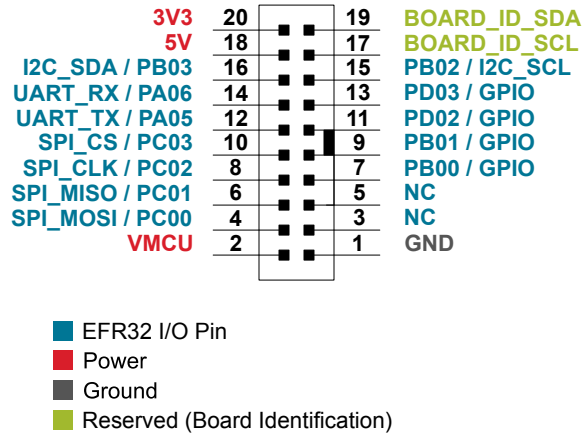 3V3 20 19 BOARD_ID_SDA
5V 18 17 BOARD_ID_SCL
I2C_SDA / PB03 16 15 PB02 / I2C_SCL
UART_RX / PA06 14 13 PD03 / GPIO
UART_TX / PA05 12 11 PD02 / GPIO
SPI_CS / PC03 10 9 PB01 / GPIO
SPI_CLK / PC02 8 7 PB00 / GPIO
SPI_MISO / PC01 6 5 NC
SPI_MOSI / PC00 4 3 NC
VMCU 2 1 GND
EFR32 I/O Pin
Power
Ground
Reserved (Board Identification)